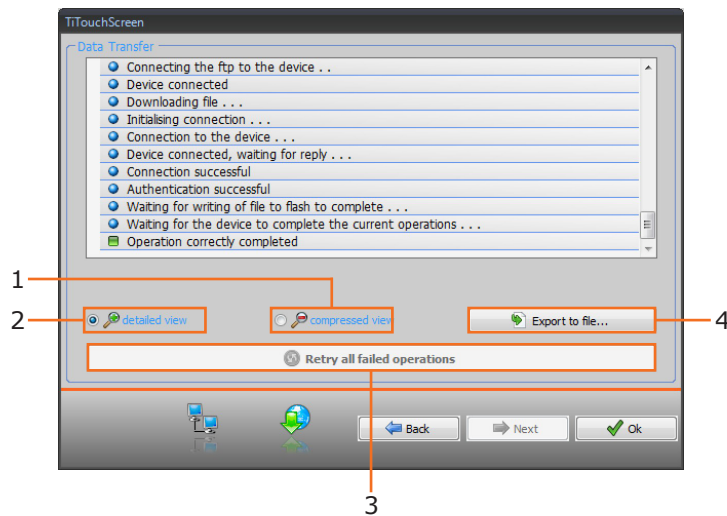 TiTouchScreen
Data Transfer
Connecting the ftp to the device . .
Device connected
Downloading file . . .
Initialising connection . . .
Connection to the device . . .
Device connected, waiting for reply . . .
Connection successful
Authentication successful
Waiting for writing of file to flash to complete . . .
Waiting for the device to complete the current operations . . .
Operation correctly completed
1
2 detailed view compressed view Export to file... 4
Retry all failed operations
Back Next Ok
3